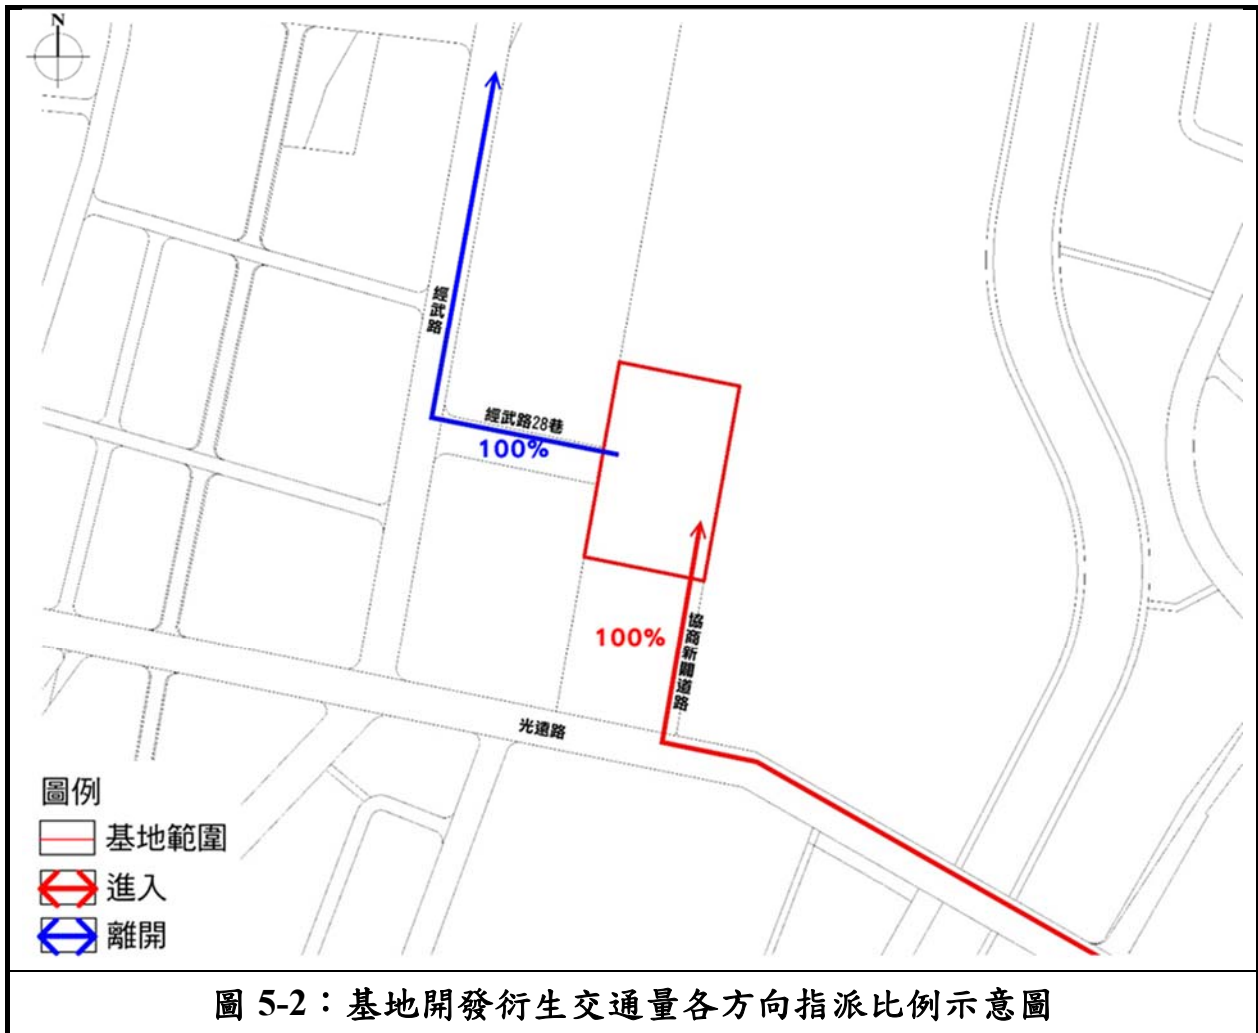 N
經武路
經武路28巷
100%
100%
協商新闢道路
光遠路
圖例
基地範圍
進入
離開
圖 5-2：基地開發衍生交通量各方向指派比例示意圖